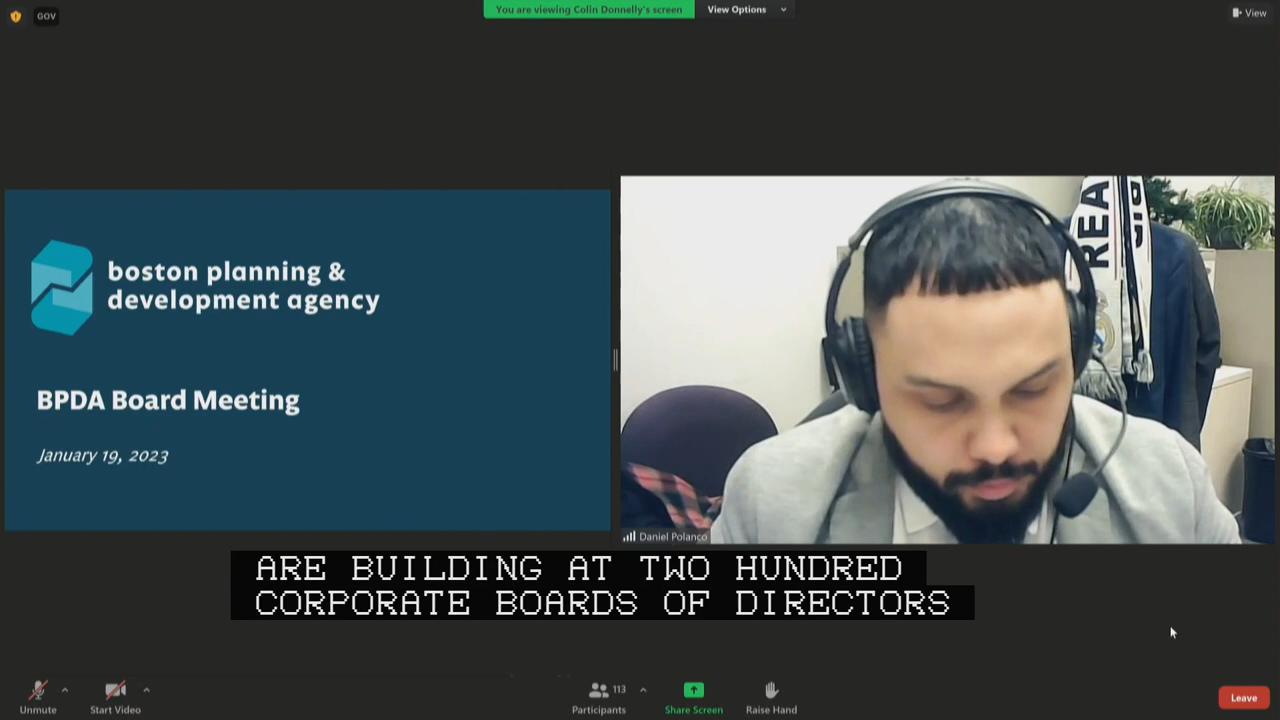 GOV
You are viewing Colin Donnelly's screen
View Options
View
boston planning &
development agency
BPDA Board Meeting
January 19, 2023
REA
Daniel Polanco
ARE BUILDING AT TWO HUNDRED
CORPORATE BOARDS OF DIRECTORS
Unmute
Start Video
113
Participants
Share Screen
Raise Hand
Leave